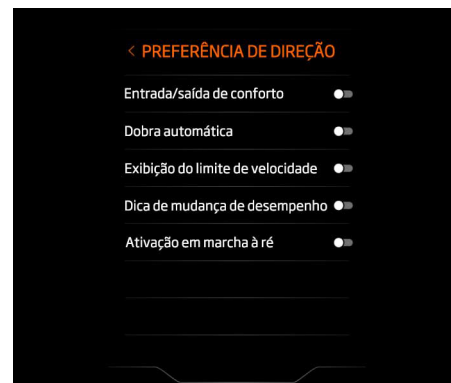 < PREFERÊNCIA DE DIREÇÃO
Entrada/saída de conforto
Dobra automática
Exibição do limite de velocidade
Dica de mudança de desempenho
Ativação em marcha à ré